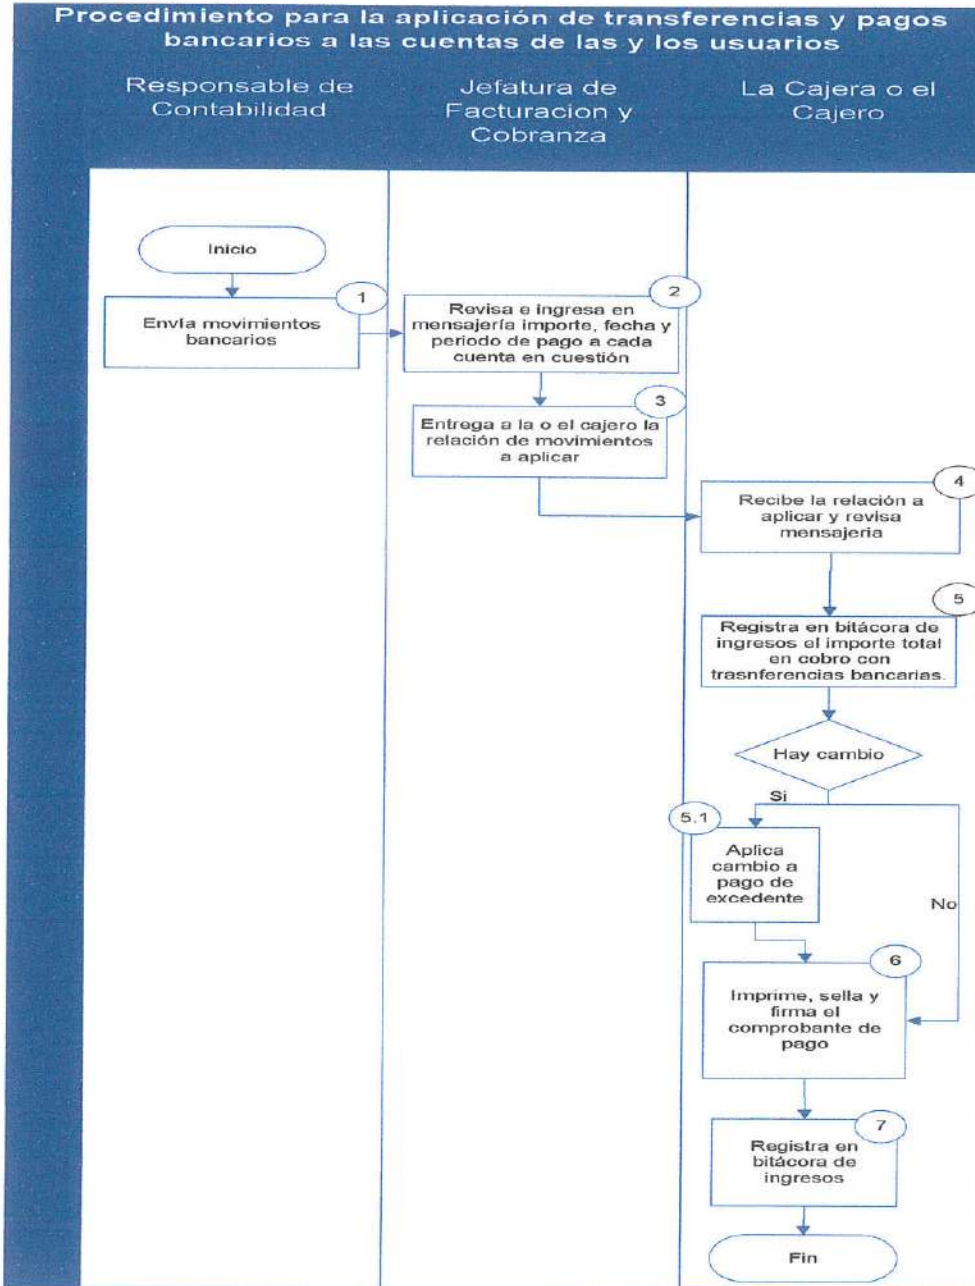 Procedimiento para la aplicación de transferencias y pagos
bancarios a las cuentas de las y los usuarios
Responsable de
Contabilidad
Jefatura de
Facturacion y
Cobranza
La Cajera o el
Cajero
Inicio
1
Envía movimientos
bancarios
2
Revisa e ingresa en
mensajería importe, fecha y
periodo de pago a cada
cuenta en cuestión
3
Entrega a la o el cajero la
relación de movimientos
a aplicar
4
Recibe la relación a
aplicar y revisa
mensajeria
5
Registra en bitácora de
ingresos el importe total
en cobro con
trasnferencias bancarias.
Hay cambio
Si
5.1
Aplica
cambio a
pago de
excedente
No
6
Imprime, sella y
firma el
comprobante de
pago
7
Registra en
bitácora de
ingresos
Fin